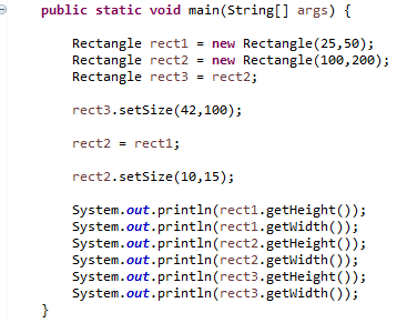 public static void main(String[] args) {
Rectangle rect1 = new Rectangle(25,50);
Rectangle rect2 = new Rectangle(100,200);
Rectangle rect3 = rect2;
rect3.setSize(42,100);
rect2 = rect1;
rect2.setSize(10,15);
System.out.println(rect1.getHeight());
System.out.println(rect1.getWidth());
System.out.println(rect2.getHeight());
System.out.println(rect2.getWidth());
System.out.println(rect3.getHeight());
System.out.println(rect3.getWidth());
}